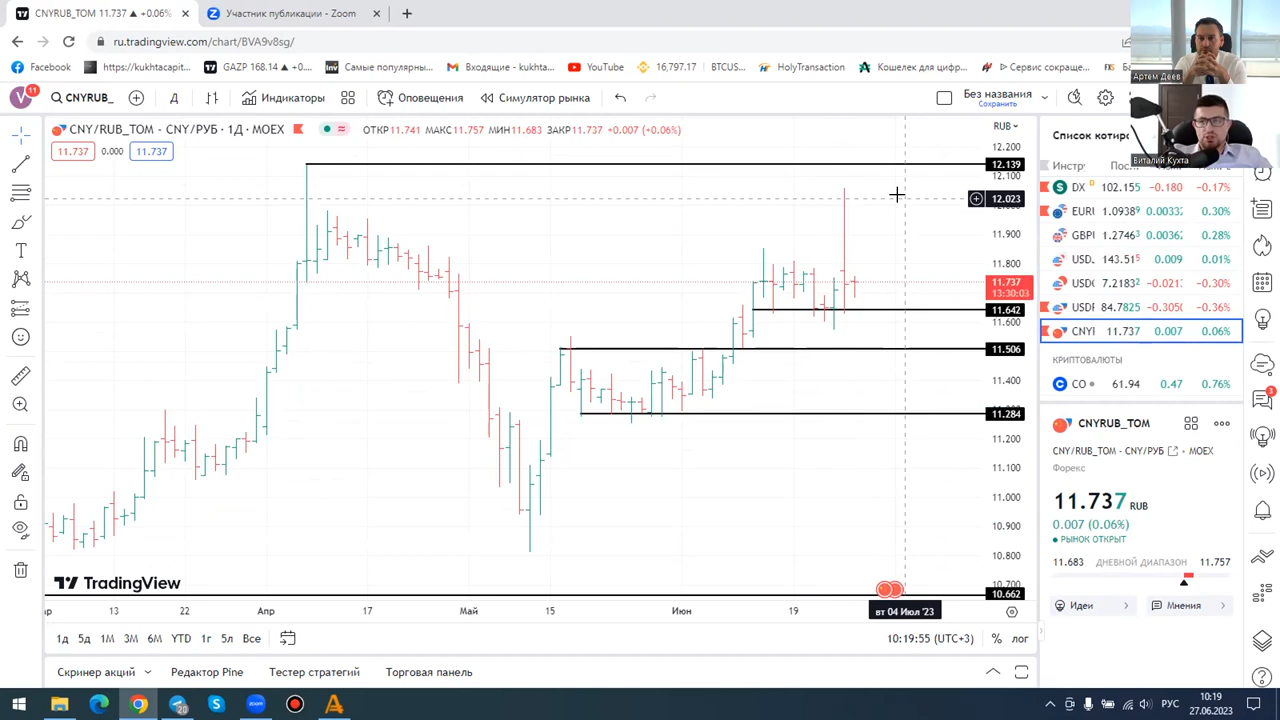 CNYRUB_TOM 11.737 ▲ +0.06%
Участник публикации - Zoom
ru.tradingview.com/chart/BVA9v8sg/
Facebook
https://kukhtacapit...
GAZP 168.14 ▲ +0....
Самые популярны...
Входящие - kukhta...
YouTube
16,797.17
BTCUS...
HolyTransaction
Кошелек для цифр...
Сервис сокраще...
Артем Деев
Виталий Кухта
11
CNYRUB_
Д
Индикаторы
Оповещения
Симулятор рынка
Без названия
Сохранить
CNY/RUB_TOM - CNY/РУБ · 1Д · MOEX
ОТКР 11.741 МАКС 11.757 МИН 11.683 ЗАКР 11.737 +0.007 (+0.06%)
RUB
11.737 0.000 11.737
12.200
12.139
12.100
12.023
11.900
11.800
11.737
13:30:03
11.642
11.600
11.506
11.400
11.284
11.200
11.100
11.000
10.900
10.800
10.700
10.662
TradingView
13 22 Апр 17 Май 15 Июн 19
вт 04 Июл '23
1д 5д 1М 3М 6М YTD 1г 5л Все
10:19:55 (UTC+3)
% лог
Скринер акций
Редактор Pine
Тестер стратегий
Торговая панель
Список котир
Инстр
DX D 102.155 −0.180 −0.17%
EURI 1.09389 0.00332 0.30%
GBPI 1.27463 0.00362 0.28%
USD. 143.515 0.009 0.01%
USDC 7.21832 −0.021 −0.30%
USDF 84.7825 −0.305 −0.36%
CNYI 11.737 0.007 0.06%
КРИПТОВАЛЮТЫ
CO 61.94 0.47 0.76%
3
CNYRUB_TOM
CNY/RUB_TOM - CNY/РУБ · MOEX
Форекс
11.737 RUB
0.007 (0.06%)
РЫНОК ОТКРЫТ
11.683 ДНЕВНОЙ ДИАПАЗОН 11.757
Идеи
Мнения
20
РУС
10:19
27.06.2023